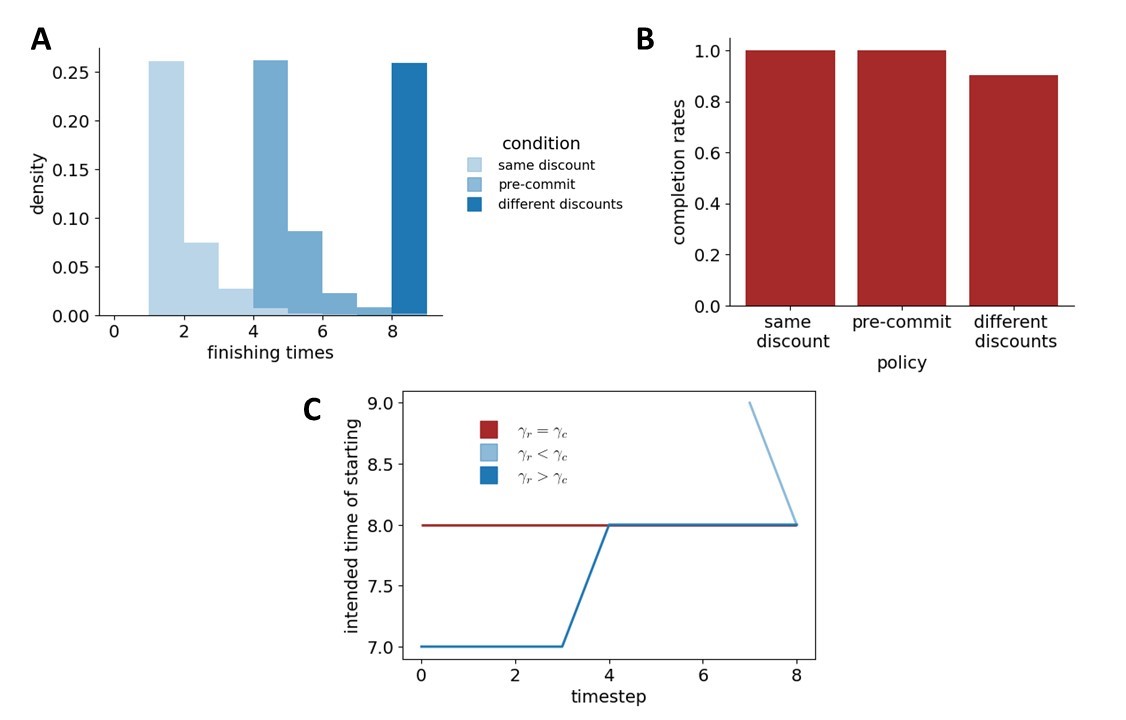 A
density
0.25
0.20
0.15
0.10
0.05
0.00
0 2 4 6 8
finishing times
condition
same discount
pre-commit
different discounts
B
completion rates
1.0
0.8
0.6
0.4
0.2
0.0
same discount
pre-commit
different discounts
policy
C
intended time of starting
9.0
8.5
8.0
7.5
7.0
γr = γc
γr < γc
γr > γc
0 2 4 6 8
timestep